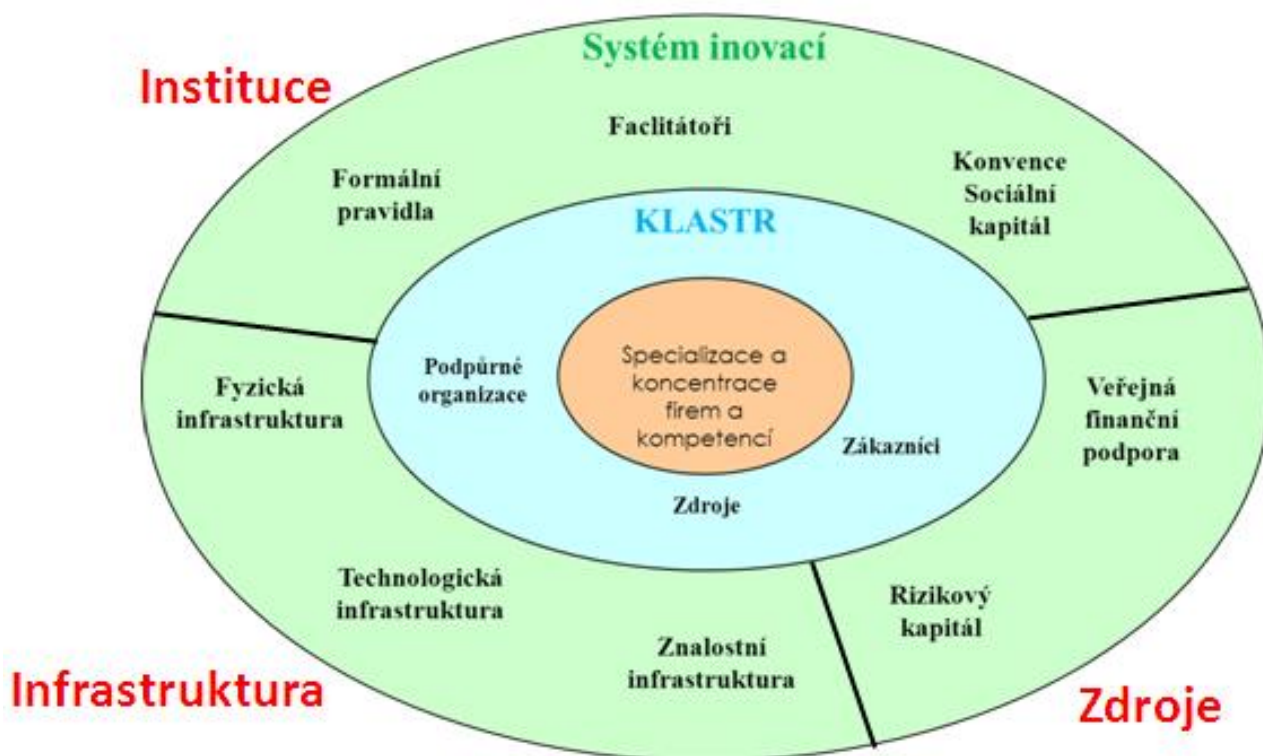 Systém inovací
Instituce
Faclitátoři
Formální
pravidla
Konvence
Sociální
kapitál
KLASTR
Specializace a
koncentrace
firem a
kompetencí
Podpůrné
organizace
Zákazníci
Zdroje
Fyzická
infrastruktura
Veřejná
finanční
podpora
Technologická
infrastruktura
Rizikový
kapitál
Znalostní
infrastruktura
Infrastruktura
Zdroje